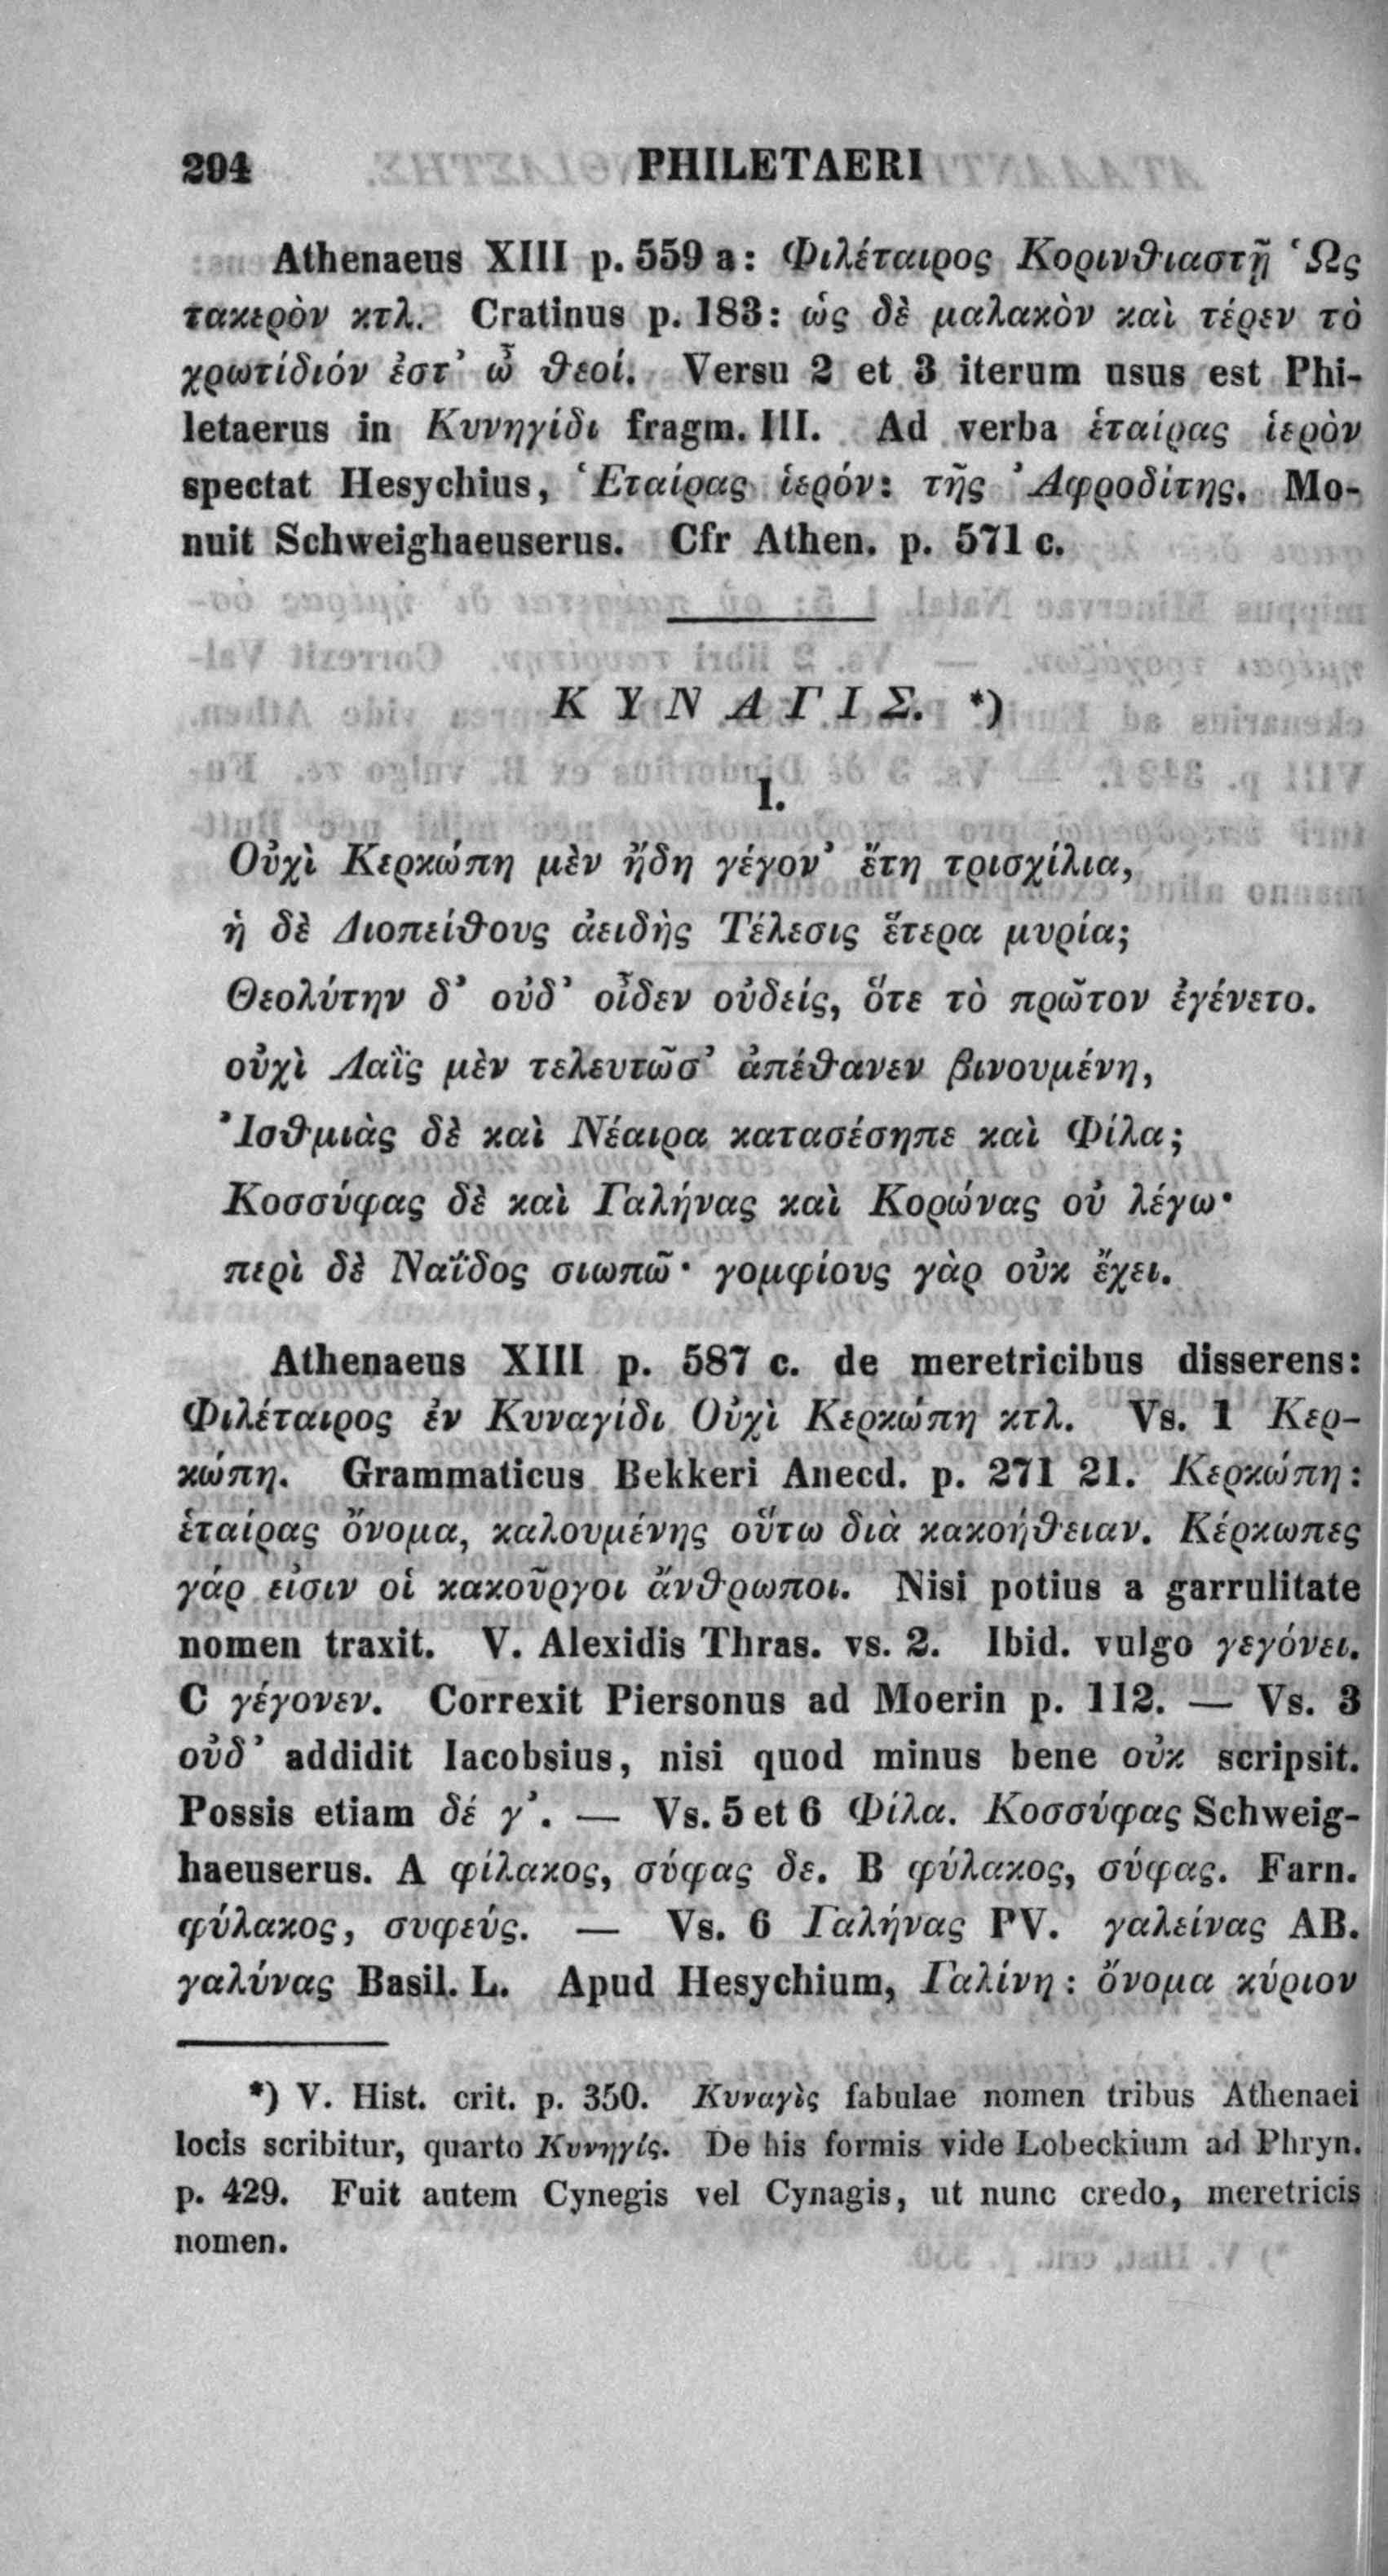 294 PHILETAERI
Athenaeus XIII p. 559 a: Φιλέταιρος Κορινθιαστῇ Ὡς
τακερὸν κτλ. Cratinus p. 183: ὡς δὲ μαλακὸν καὶ τέρεν τὸ
χρωτίδιόν ἐστ’ ὦ θεοί. Versu 2 et 3 iterum usus est Phi-
letaerus in Κυνηγίδι fragm. III. Ad verba ἑταίρας ἱερὸν
spectat Hesychius, Ἑταίρας ἱερόν: τῆς Ἀφροδίτης. Mo-
nuit Schweighaeuserus. Cfr Athen. p. 571 c.
ΚΥΝΑΓΙΣ. *)
I.
Οὐχὶ Κερκώπη μὲν ἤδη γέγον’ ἔτη τρισχίλια,
ἡ δὲ Διοπείθους ἀειδὴς Τέλεσις ἕτερα μυρία;
Θεολύτην δ’ οὐδ’ οἶδεν οὐδείς, ὅτε τὸ πρῶτον ἐγένετο.
οὐχὶ Λαῒς μὲν τελευτῶσ’ ἀπέθανεν βινουμένη,
Ἰσθμιὰς δὲ καὶ Νέαιρα κατασέσηπε καὶ Φίλα;
Κοσσύφας δὲ καὶ Γαλήνας καὶ Κορώνας οὐ λέγω·
περὶ δὲ Ναΐδος σιωπῶ· γομφίους γὰρ οὐκ ἔχει.
Athenaeus XIII p. 587 c. de meretricibus disserens:
Φιλέταιρος ἐν Κυναγίδι Οὐχὶ Κερκώπη κτλ. Vs. 1 Κερ-
κώπη. Grammaticus Bekkeri Anecd. p. 271 21. Κερκώπη:
ἑταίρας ὄνομα, καλουμένης οὕτω διὰ κακοήθειαν. Κέρκωπες
γάρ εἰσιν οἱ κακοῦργοι ἄνθρωποι. Nisi potius a garrulitate
nomen traxit. V. Alexidis Thras. vs. 2. Ibid. vulgo γεγόνει.
C γέγονεν. Correxit Piersonus ad Moerin p. 112. — Vs. 3
οὐδ’ addidit Iacobsius, nisi quod minus bene οὐκ scripsit.
Possis etiam δέ γ’. — Vs. 5 et 6 Φίλα. Κοσσύφας Schweig-
haeuserus. A φίλακος, σύφας δε. B φύλακος, σύφας. Farn.
φύλακος, συφεύς. — Vs. 6 Γαλήνας PV. γαλείνας AB.
γαλύνας Basil. L. Apud Hesychium, Γαλίνη: ὄνομα κύριον
*) V. Hist. crit. p. 350. Κυναγὶς fabulae nomen tribus Athenaei
locis scribitur, quarto Κυνηγίς. De his formis vide Lobeckium ad Phryn.
p. 429. Fuit autem Cynegis vel Cynagis, ut nunc credo, meretricis
nomen.